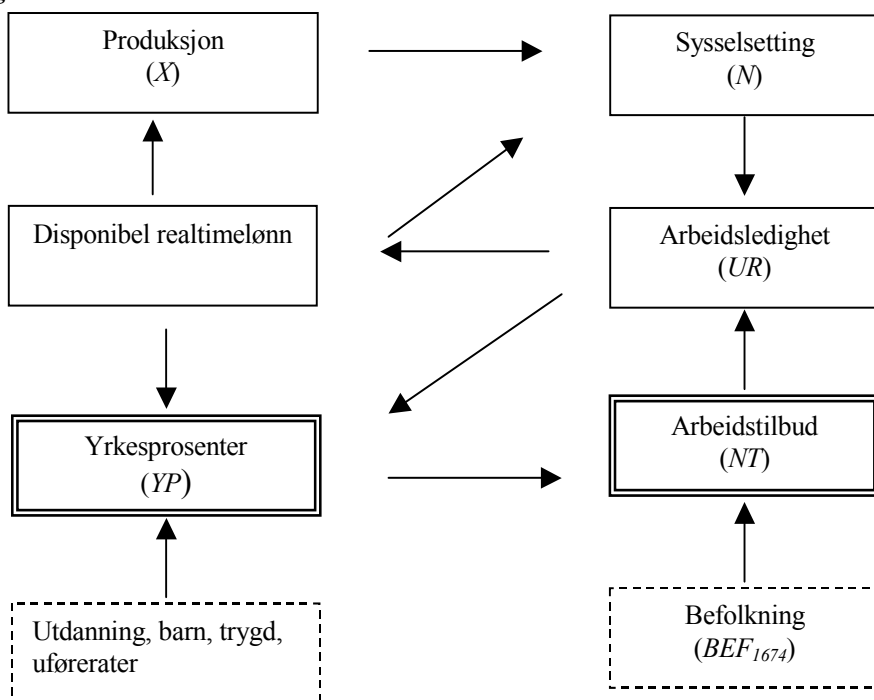 Produksjon
(X)
Sysselsetting
(N)
Disponibel realtimelønn
Arbeidsledighet
(UR)
Yrkesprosenter
(YP)
Arbeidstilbud
(NT)
Utdanning, barn, trygd,
uførerater
Befolkning
(BEF1674)